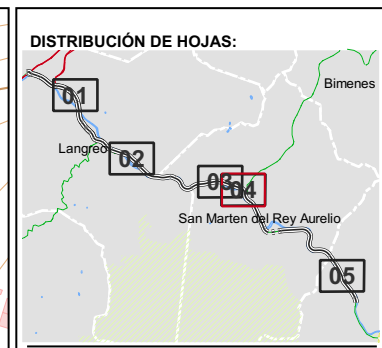 DISTRIBUCIÓN DE HOJAS:
Bimenes
01
Langreo
02
03
04
San Marten del Rey Aurelio
05